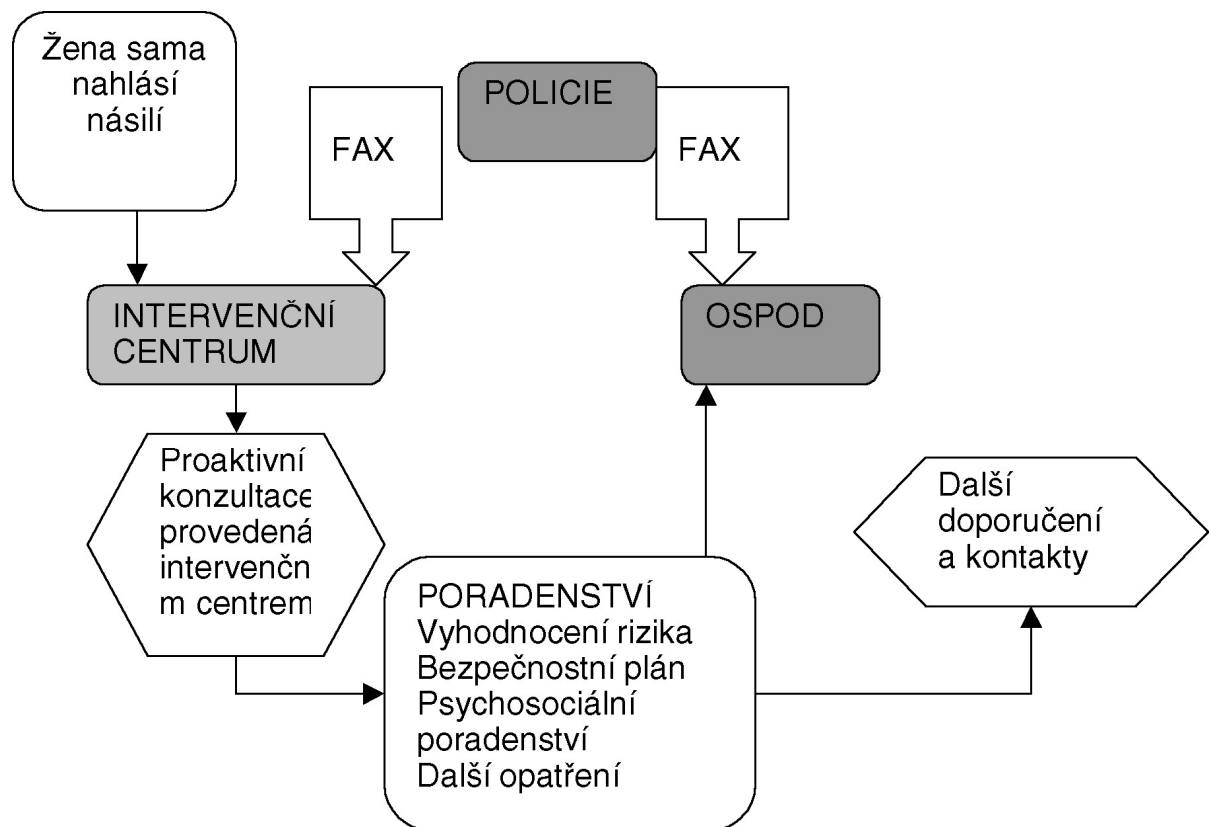 Žena sama
nahlásí
násilí
POLICIE
FAX
FAX
INTERVENČNÍ
CENTRUM
OSPOD
Proaktivní
konzultace
provedená
intervenčn
m centrem
Další
doporučení
a kontakty
PORADENSTVÍ
Vyhodnocení rizika
Bezpečnostní plán
Psychosociální
poradenství
Další opatření